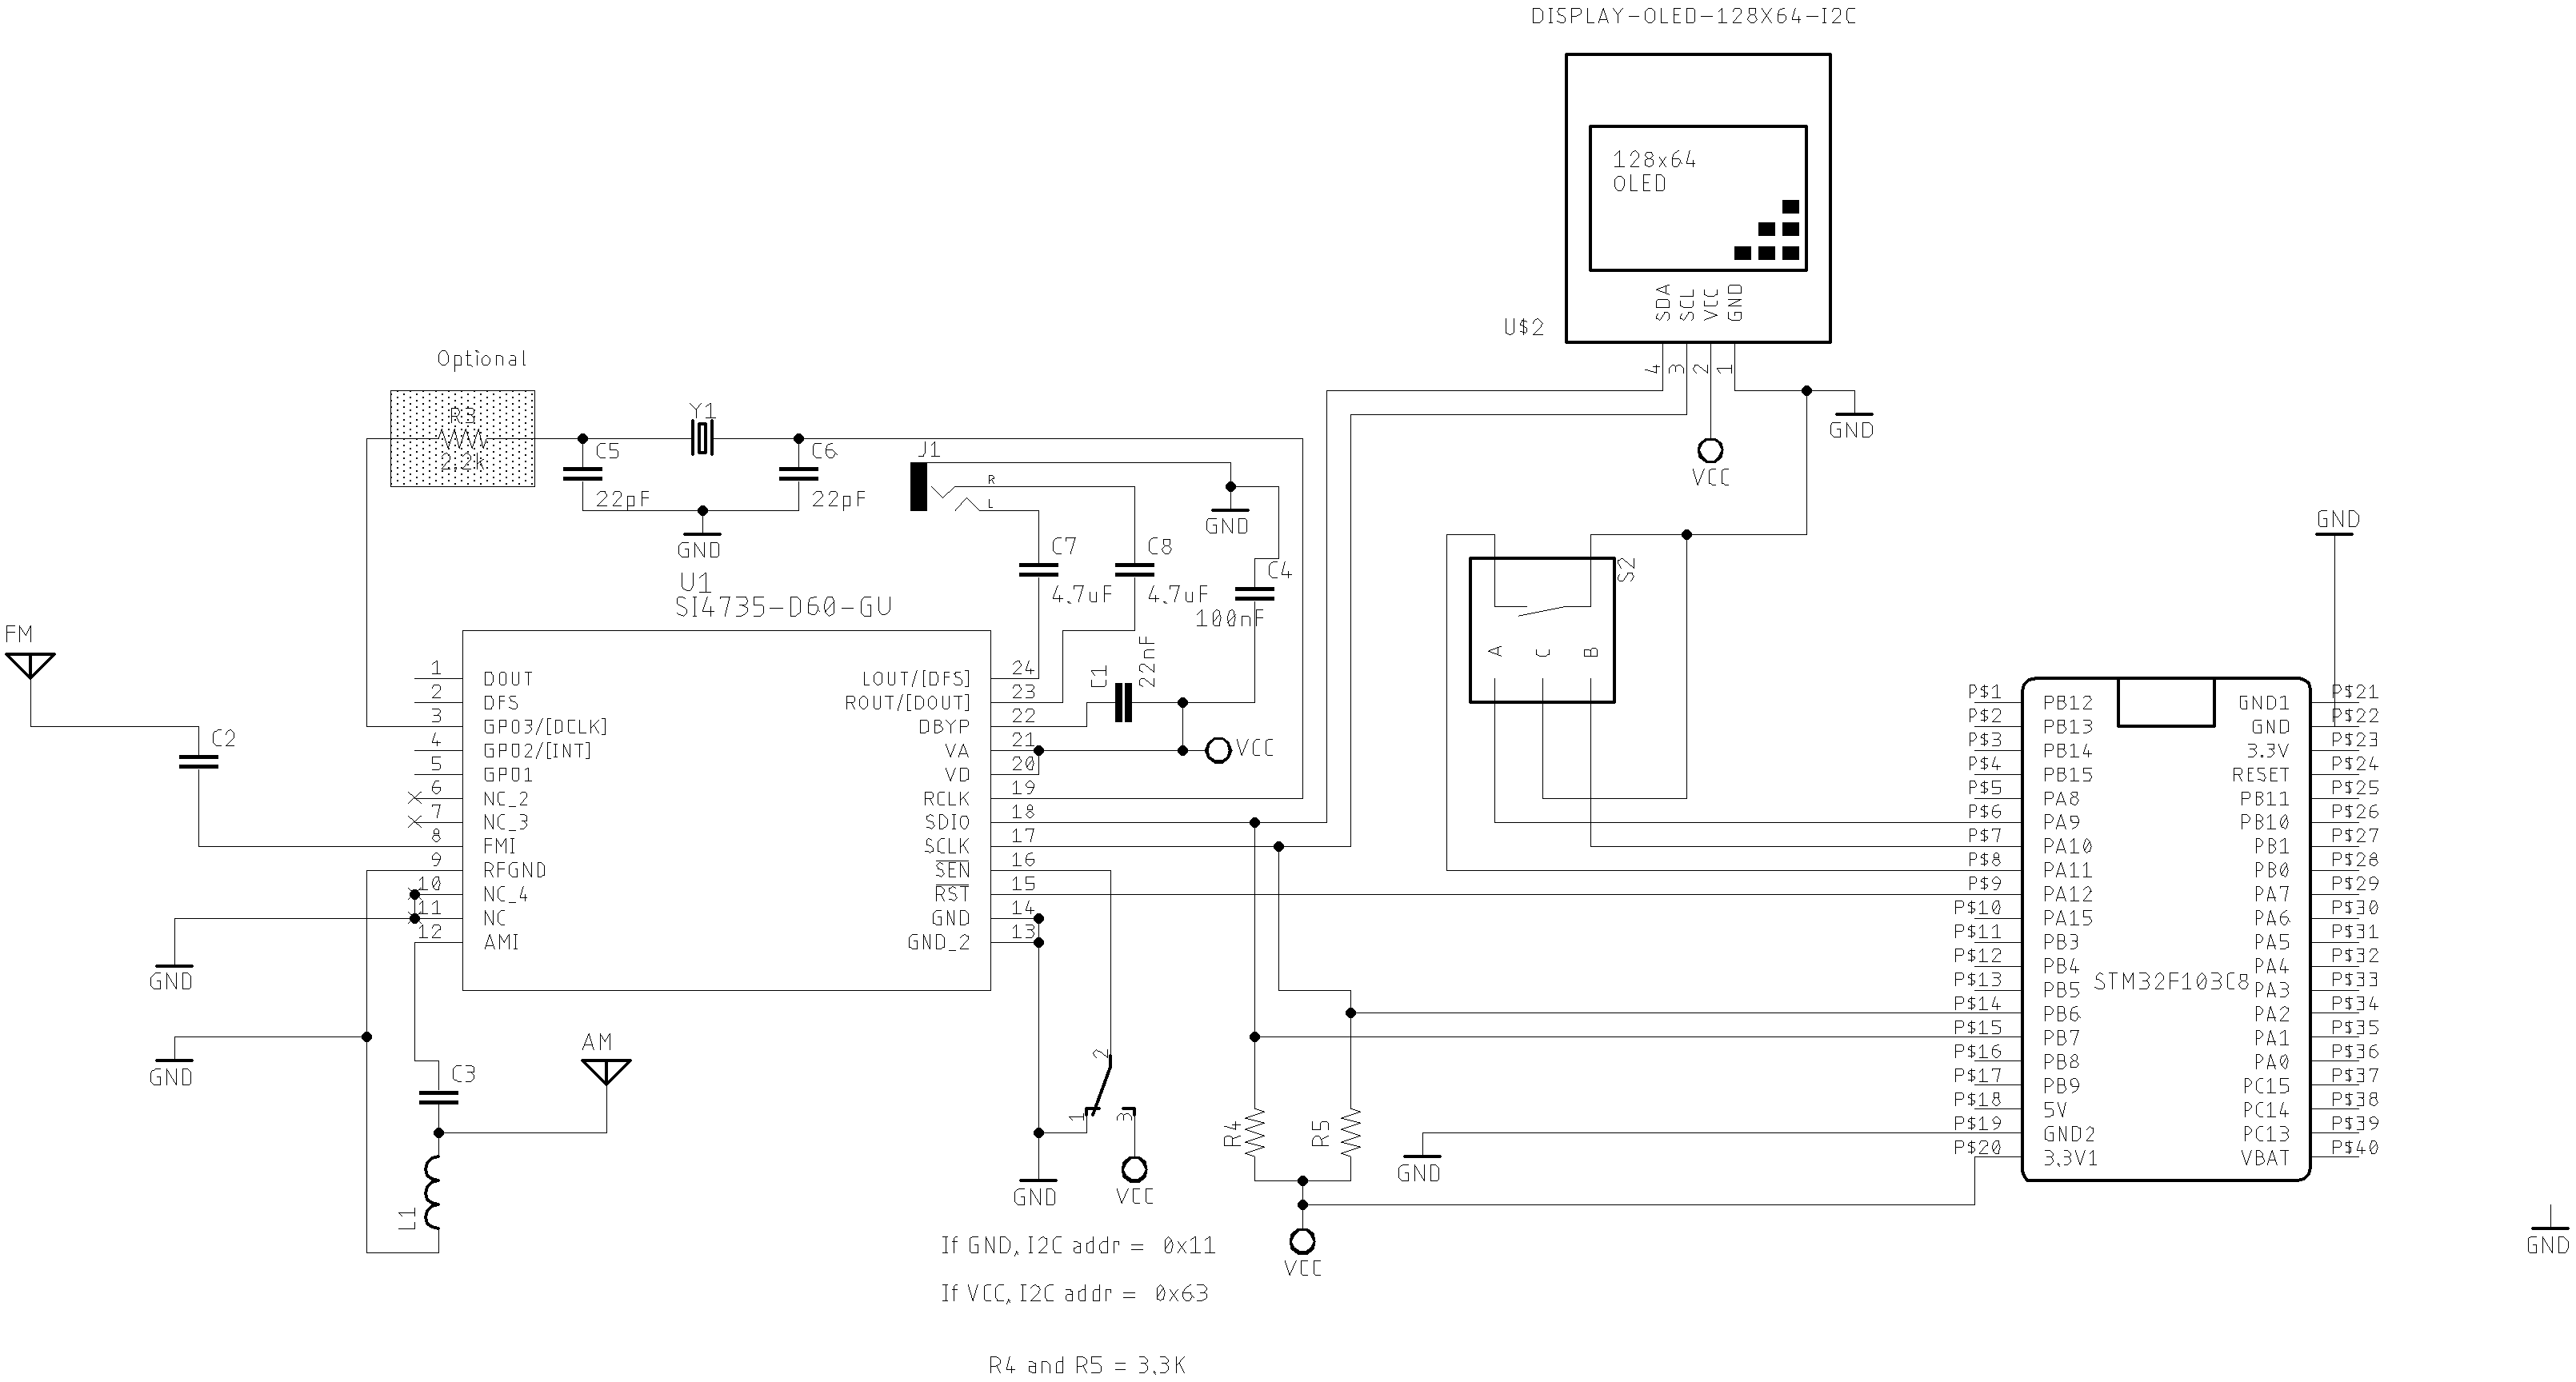 DISPLAY-OLED-128X64-I2C
128x64
OLED
SDA
SCL
VCC
GND
U$2
4
3
2
1
GND
VCC
Optional
R3
2.2k
C5
22pF
Y1
C6
22pF
GND
J1
R
L
GND
C7
4.7uF
C8
4.7uF
C4
100nF
C1
22nF
VCC
U1
SI4735-D60-GU
FM
C2
1 DOUT
2 DFS
3 GPO3/[DCLK]
4 GPO2/[INT]
5 GPO1
6 NC_2
7 NC_3
8 FMI
9 RFGND
10 NC_4
11 NC
12 AMI
LOUT/[DFS] 24
ROUT/[DOUT] 23
DBYP 22
VA 21
VD 20
RCLK 19
SDIO 18
SCLK 17
SEN 16
RST 15
GND 14
GND_2 13
GND
GND
C3
AM
L1
2
1
3
GND
VCC
R4
R5
VCC
GND
S2
A
C
B
GND
STM32F103C8
P$1 PB12
P$2 PB13
P$3 PB14
P$4 PB15
P$5 PA8
P$6 PA9
P$7 PA10
P$8 PA11
P$9 PA12
P$10 PA15
P$11 PB3
P$12 PB4
P$13 PB5
P$14 PB6
P$15 PB7
P$16 PB8
P$17 PB9
P$18 5V
P$19 GND2
P$20 3.3V1
GND1 P$21
GND P$22
3.3V P$23
RESET P$24
PB11 P$25
PB10 P$26
PB1 P$27
PB0 P$28
PA7 P$29
PA6 P$30
PA5 P$31
PA4 P$32
PA3 P$33
PA2 P$34
PA1 P$35
PA0 P$36
PC15 P$37
PC14 P$38
PC13 P$39
VBAT P$40
GND
If GND, I2C addr = 0x11
If VCC, I2C addr = 0x63
R4 and R5 = 3.3K